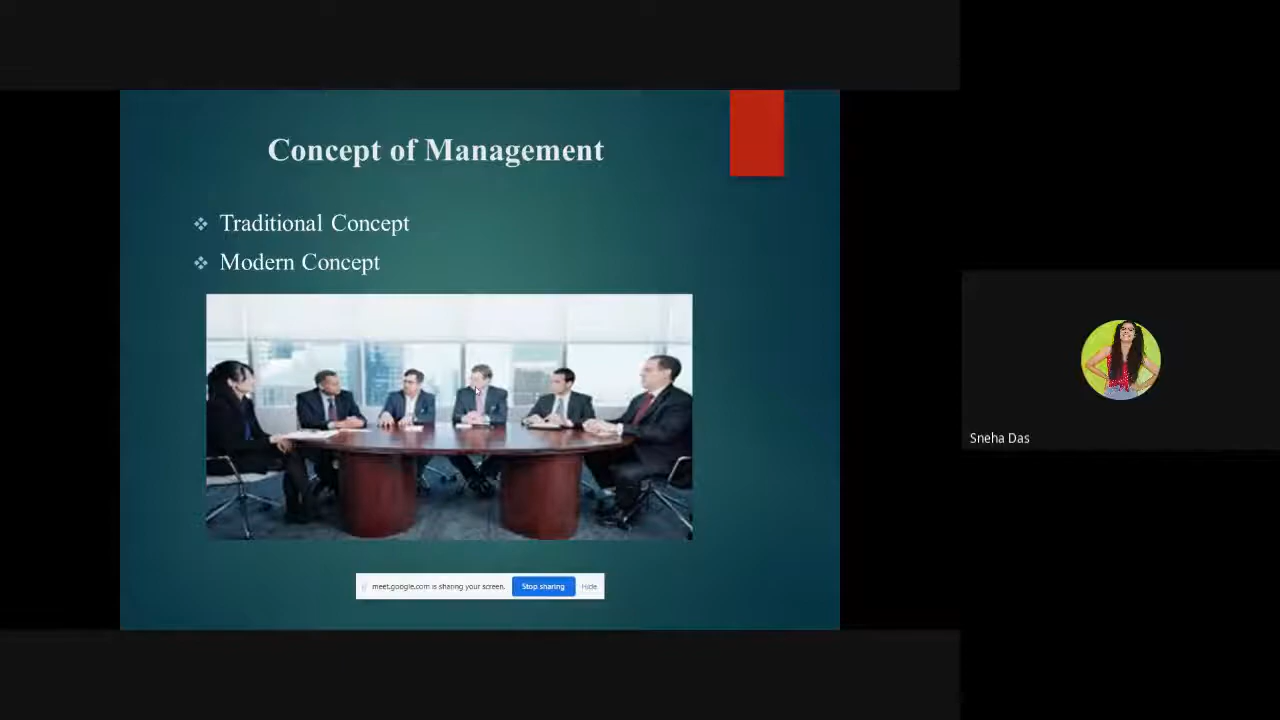 Concept of Management
❖ Traditional Concept
❖ Modern Concept
meet.google.com is sharing your screen. Stop sharing Hide
Sneha Das